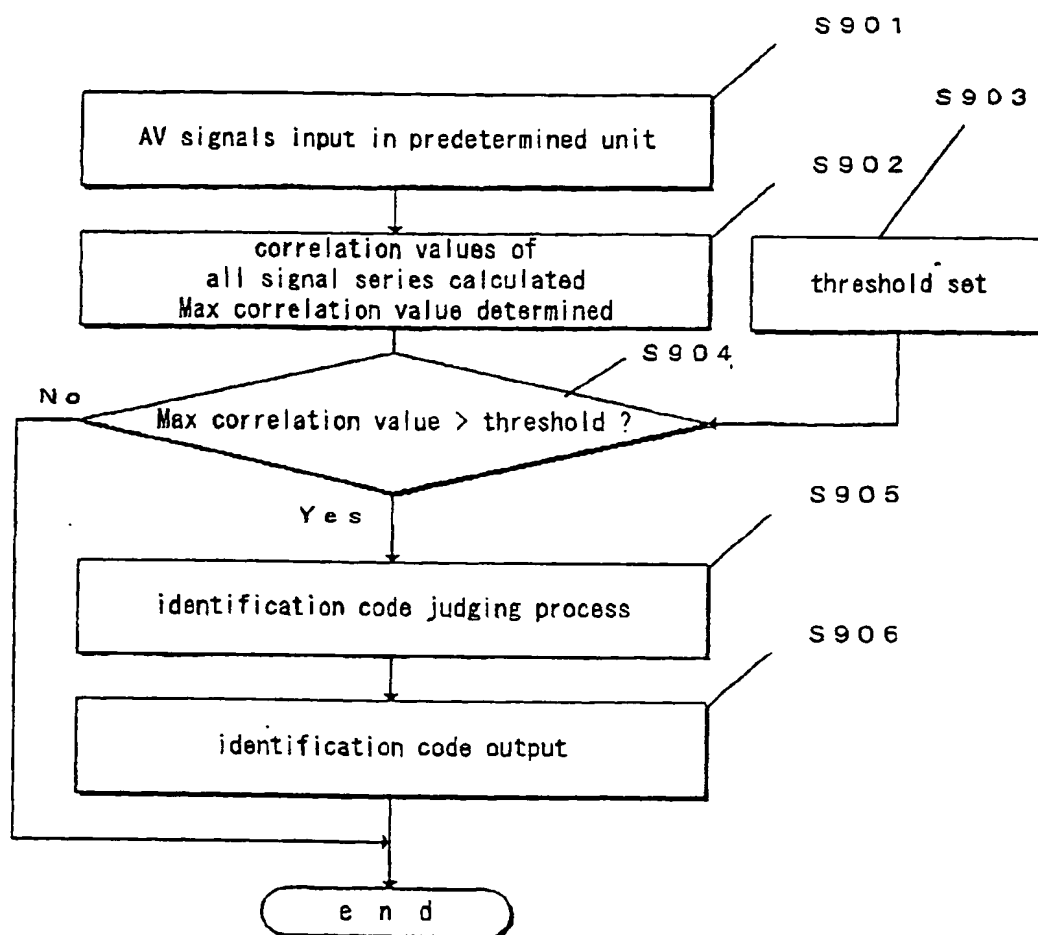 S901
AV signals input in predetermined unit
S902
correlation values of
all signal series calculated
Max correlation value determined
S903
threshold set
S904
Max correlation value > threshold ?
No
Yes
S905
identification code judging process
S906
identification code output
end